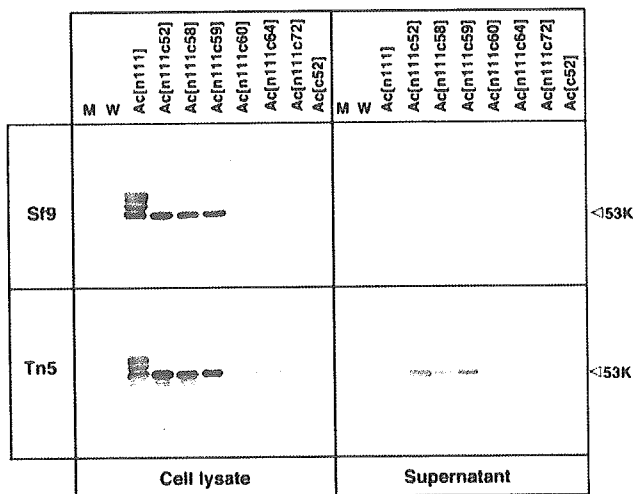 M W Ac[n111] Ac[n111c52] Ac[n111c58] Ac[n111c59] Ac[n111c60] Ac[n111c64] Ac[n111c72] Ac[c52] M W Ac[n111] Ac[n111c52] Ac[n111c58] Ac[n111c59] Ac[n111c60] Ac[n111c64] Ac[n111c72] Ac[c52]
Sf9 53K
Tn5 53K
Cell lysate Supernatant